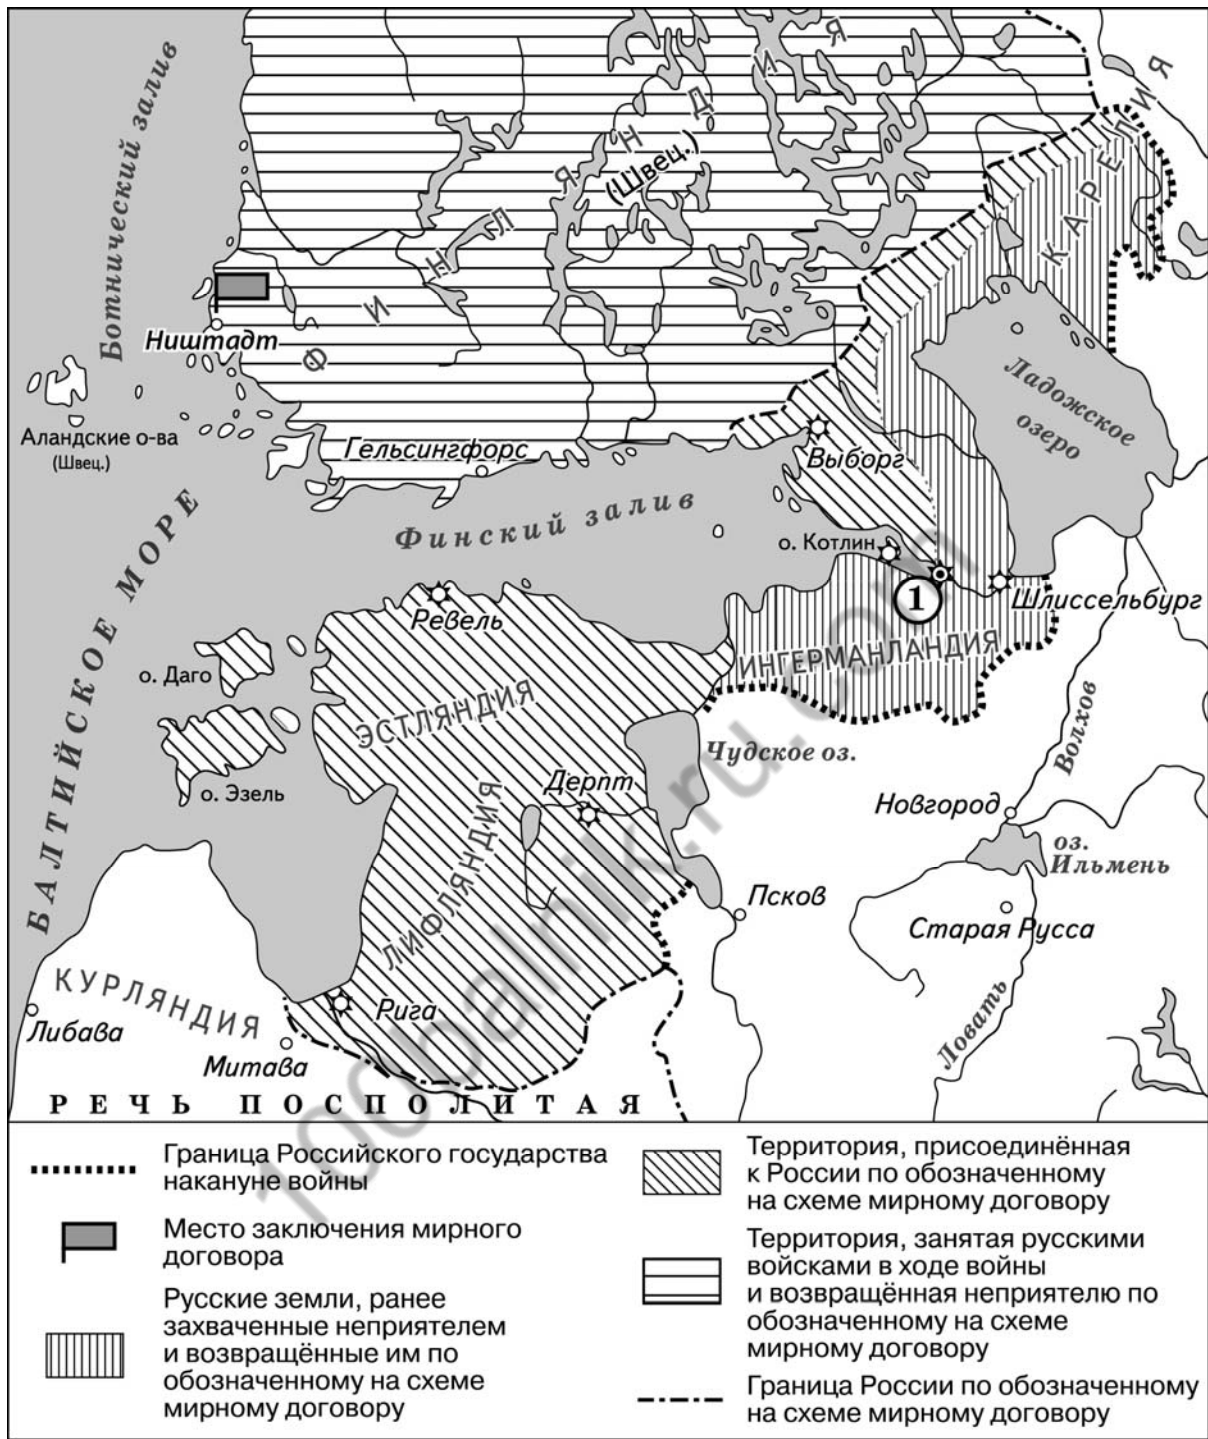 Ботнический залив
ФИНЛЯНДИЯ
(Швец.)
КАРЕЛИЯ
Ништадт
Аландские о-ва
(Швец.)
Гельсингфорс
Выборг
Ладожское
озеро
Финский залив
о. Котлин
1
Шлиссельбург
БАЛТИЙСКОЕ МОРЕ
Ревель
ИНГЕРМАНЛАНДИЯ
о. Даго
ЭСТЛЯНДИЯ
Чудское оз.
Волхов
о. Эзель
Дерпт
Новгород
оз.
Ильмень
ЛИФЛЯНДИЯ
Псков
Старая Русса
КУРЛЯНДИЯ
Рига
Ловать
Либава
Митава
РЕЧЬ ПОСПОЛИТАЯ
100balnik.ru.com
Граница Российского государства
накануне войны
Место заключения мирного
договора
Русские земли, ранее
захваченные неприятелем
и возвращённые им по
обозначенному на схеме
мирному договору
Территория, присоединённая
к России по обозначенному
на схеме мирному договору
Территория, занятая русскими
войсками в ходе войны
и возвращённая неприятелю по
обозначенному на схеме
мирному договору
Граница России по обозначенному
на схеме мирному договору